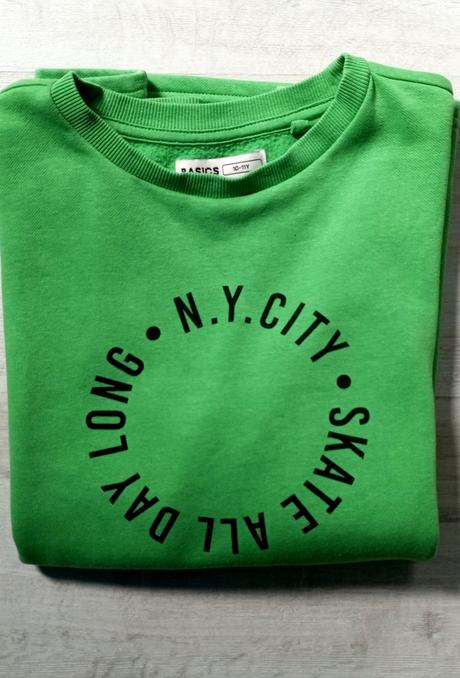 BASICS 10-11Y
N.Y.CITY • SKATE ALL DAY LONG •